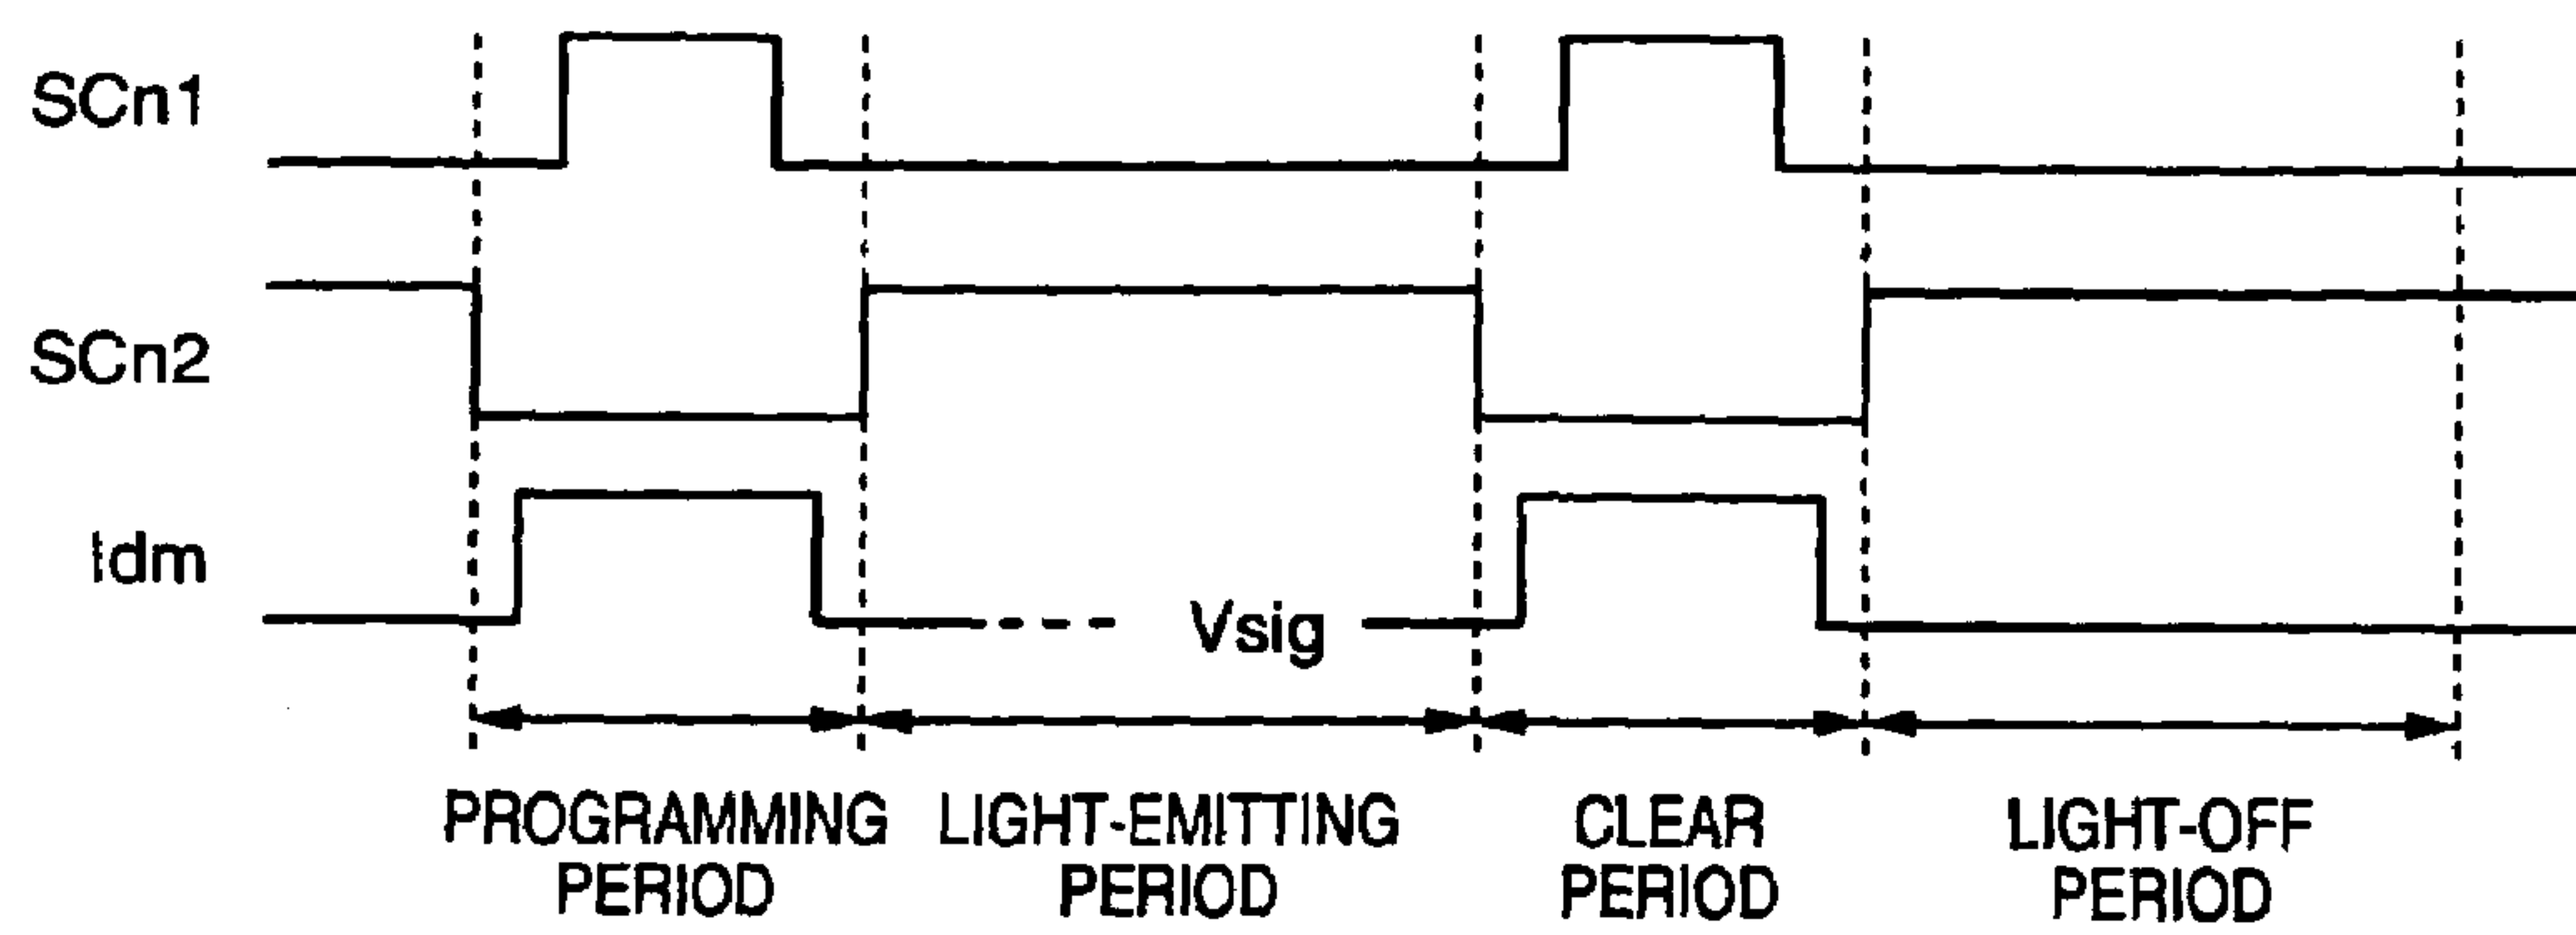 SCn1
SCn2
Idm
Vsig
PROGRAMMING
PERIOD
LIGHT-EMITTING
PERIOD
CLEAR
PERIOD
LIGHT-OFF
PERIOD